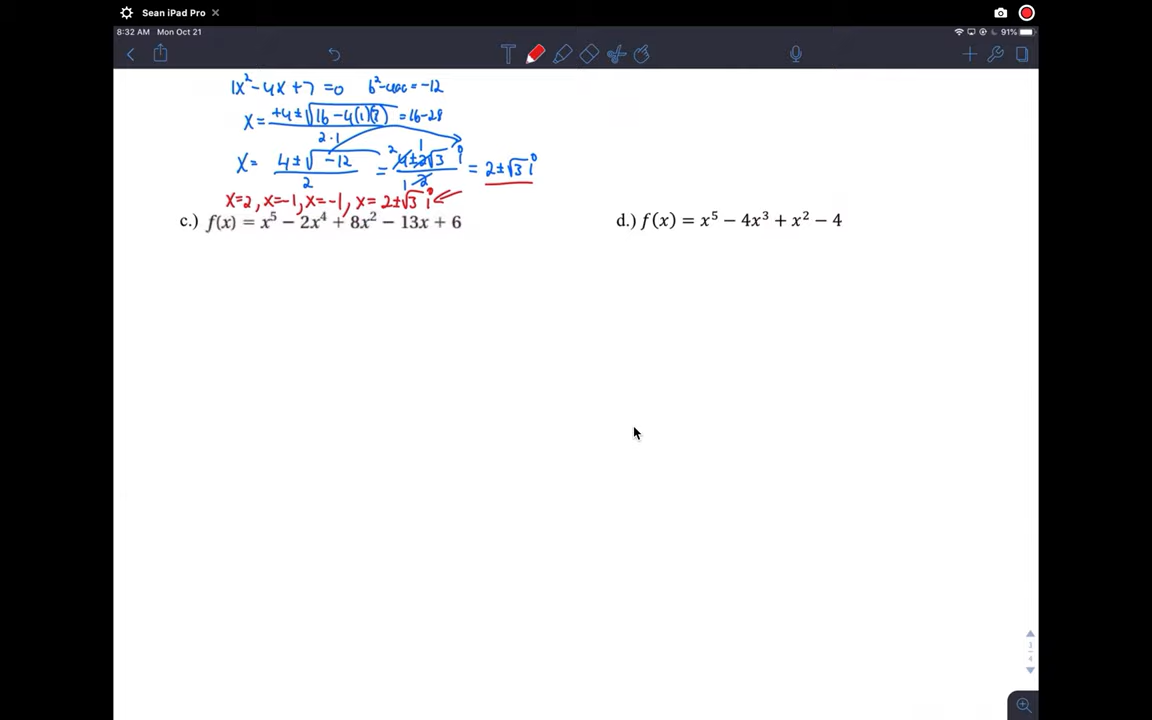 Sean iPad Pro
8:32 AM Mon Oct 21
91%
T
1x² - 4x + 7 = 0 b² - 4ac = -12
x = +4 ± √16 - 4(1)(7) = 16 - 28
2·1
x = 4 ± √-12 / 2 = 4 ± 2√3 i / 2 = 2 ± √3 i
x = 2, x = -1, x = -1, x = 2 ± √3 i
c.) f(x) = x⁵ − 2x⁴ + 8x² − 13x + 6
d.) f(x) = x⁵ − 4x³ + x² − 4